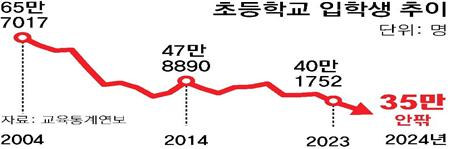 초등학교 입학생 추이
단위: 명
65만
7017
47만
8890
40만
1752
35만
안팎
자료: 교육통계연보
2004
2014
2023
2024년